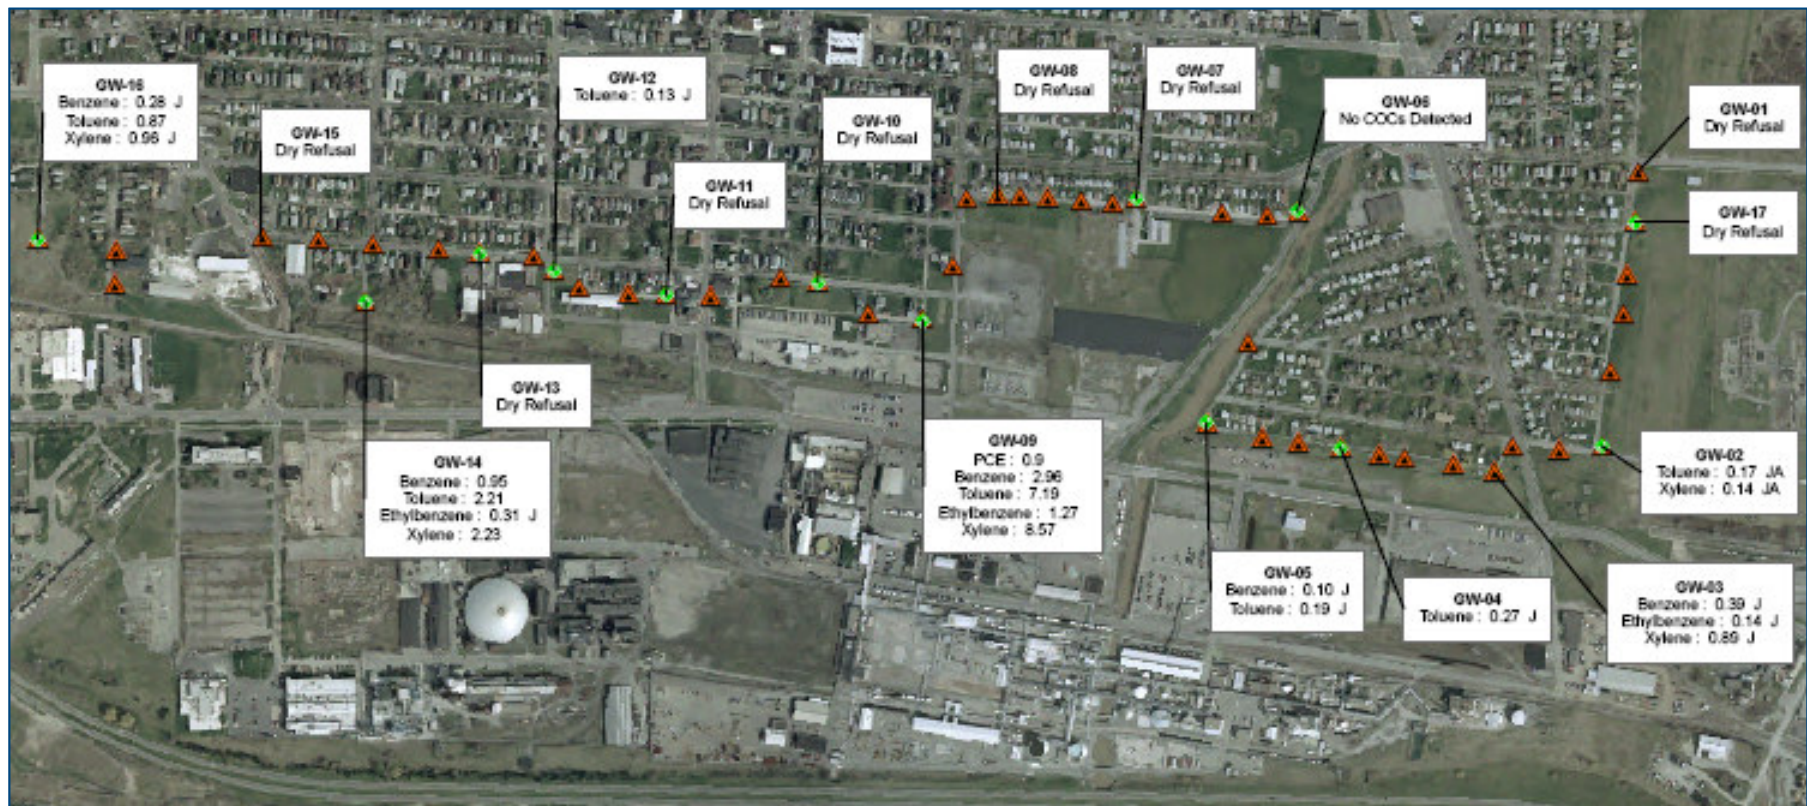 GW-16
Benzene : 0.28 J
Toluene : 0.87
Xylene : 0.96 J
GW-15
Dry Refusal
GW-12
Toluene : 0.13 J
GW-11
Dry Refusal
GW-10
Dry Refusal
GW-08
Dry Refusal
GW-07
Dry Refusal
GW-06
No COCs Detected
GW-01
Dry Refusal
GW-17
Dry Refusal
GW-13
Dry Refusal
GW-14
Benzene : 0.95
Toluene : 2.21
Ethylbenzene : 0.31 J
Xylene : 2.23
GW-09
PCE : 0.9
Benzene : 2.96
Toluene : 7.19
Ethylbenzene : 1.27
Xylene : 8.57
GW-05
Benzene : 0.10 J
Toluene : 0.19 J
GW-04
Toluene : 0.27 J
GW-03
Benzene : 0.39 J
Ethylbenzene : 0.14 J
Xylene : 0.89 J
GW-02
Toluene : 0.17 JA
Xylene : 0.14 JA